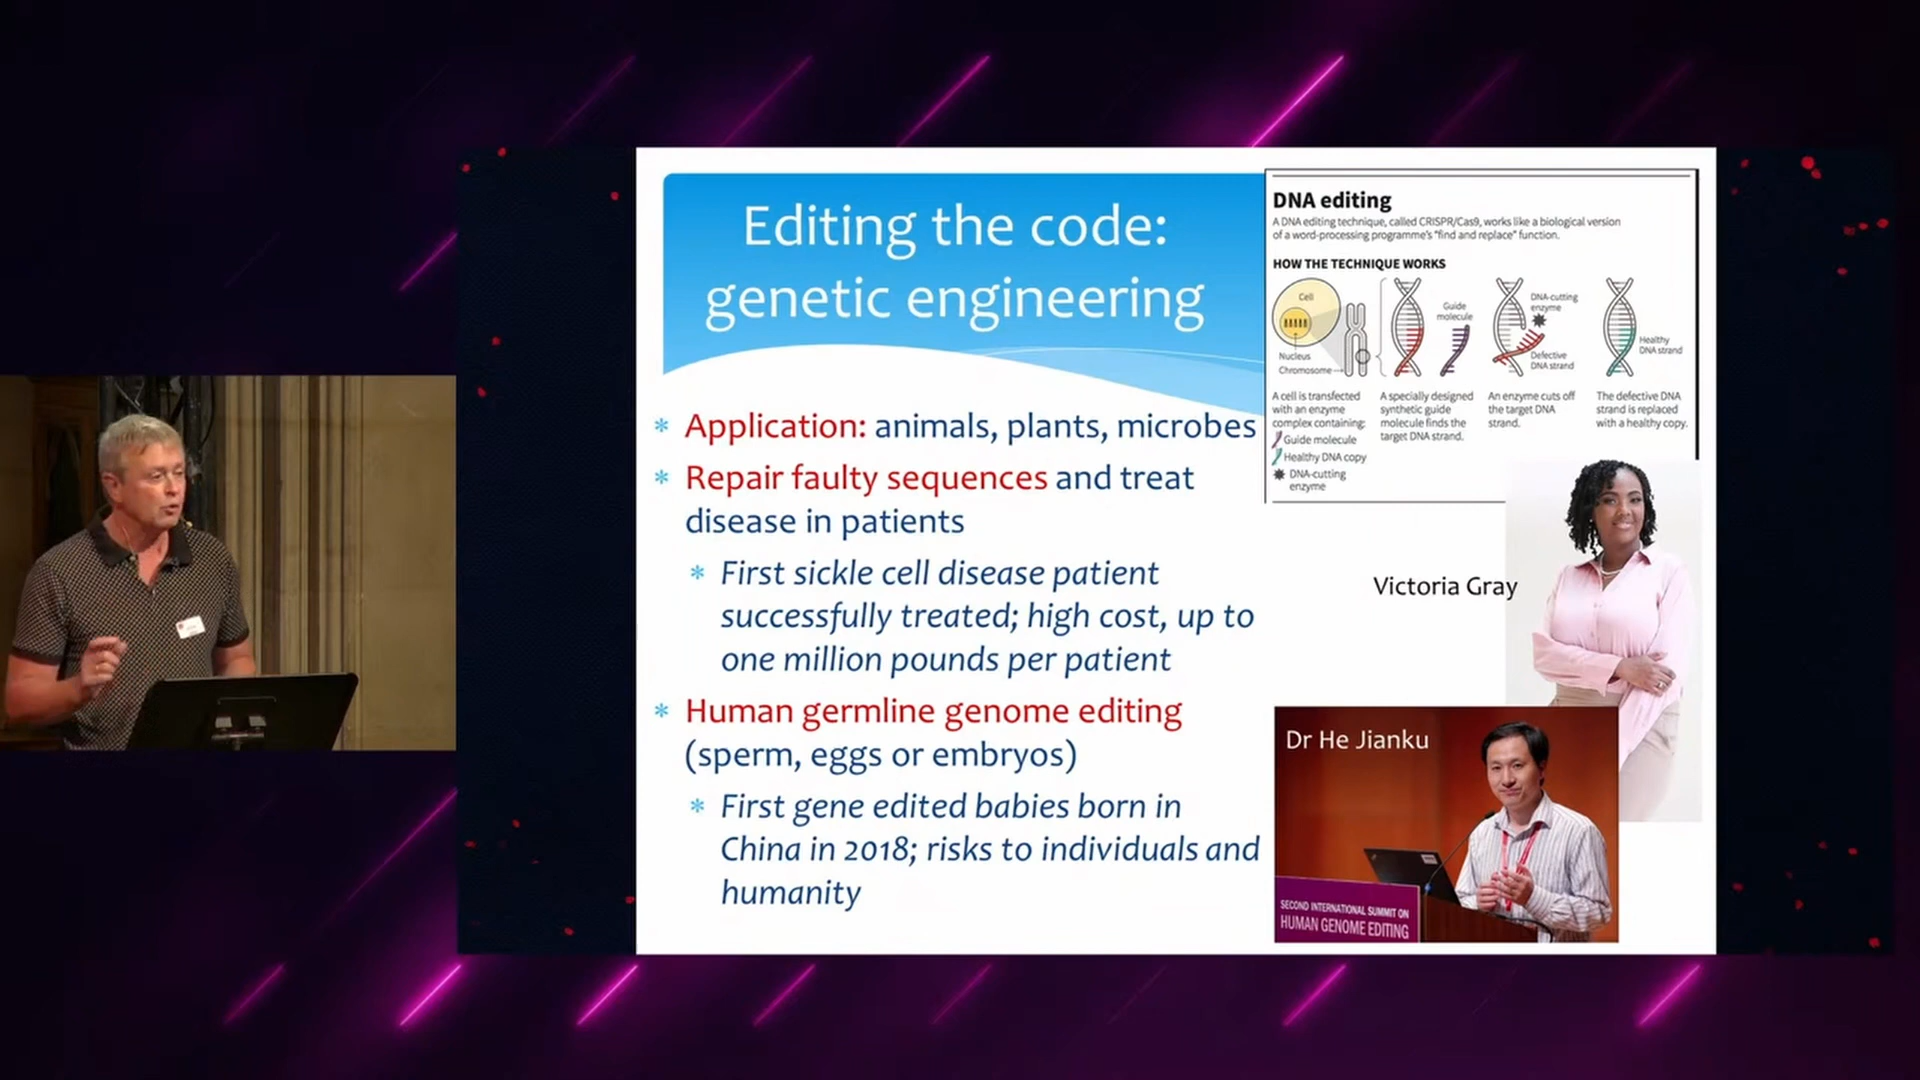 Editing the code:
genetic engineering
* Application: animals, plants, microbes
* Repair faulty sequences and treat
disease in patients
* First sickle cell disease patient
successfully treated; high cost, up to
one million pounds per patient
* Human germline genome editing
(sperm, eggs or embryos)
* First gene edited babies born in
China in 2018; risks to individuals and
humanity
DNA editing
A DNA editing technique, called CRISPR/Cas9, works like a biological version
of a word-processing programme's "find and replace" function.
HOW THE TECHNIQUE WORKS
Cell
Nucleus
Chromosome
Guide
molecule
DNA-cutting
enzyme
Defective
DNA strand
Healthy
DNA strand
A cell is transfected
with an enzyme
complex containing:
Guide molecule
Healthy DNA copy
DNA-cutting
enzyme
A specially designed
synthetic guide
molecule finds the
target DNA strand.
An enzyme cuts off
the target DNA
strand.
The defective DNA
strand is replaced
with a healthy copy.
Victoria Gray
Dr He Jianku
SECOND INTERNATIONAL SUMMIT ON
HUMAN GENOME EDITING